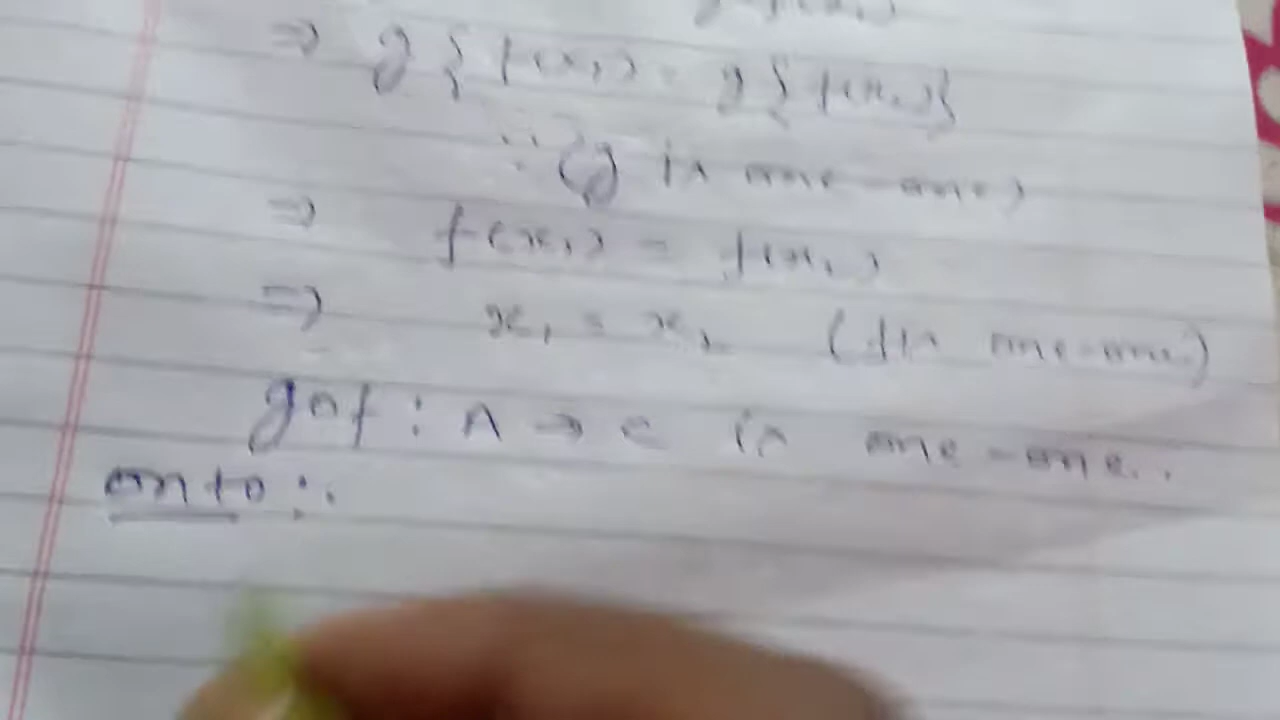 ⇒ g { f(x₁) = g{ f(x₂)}
∵ (g is one-one)
⇒ f(x₁) = f(x₂)
⇒ x₁ = x₂ (f is one-one)
gof : A → C is one-one..
onto :.